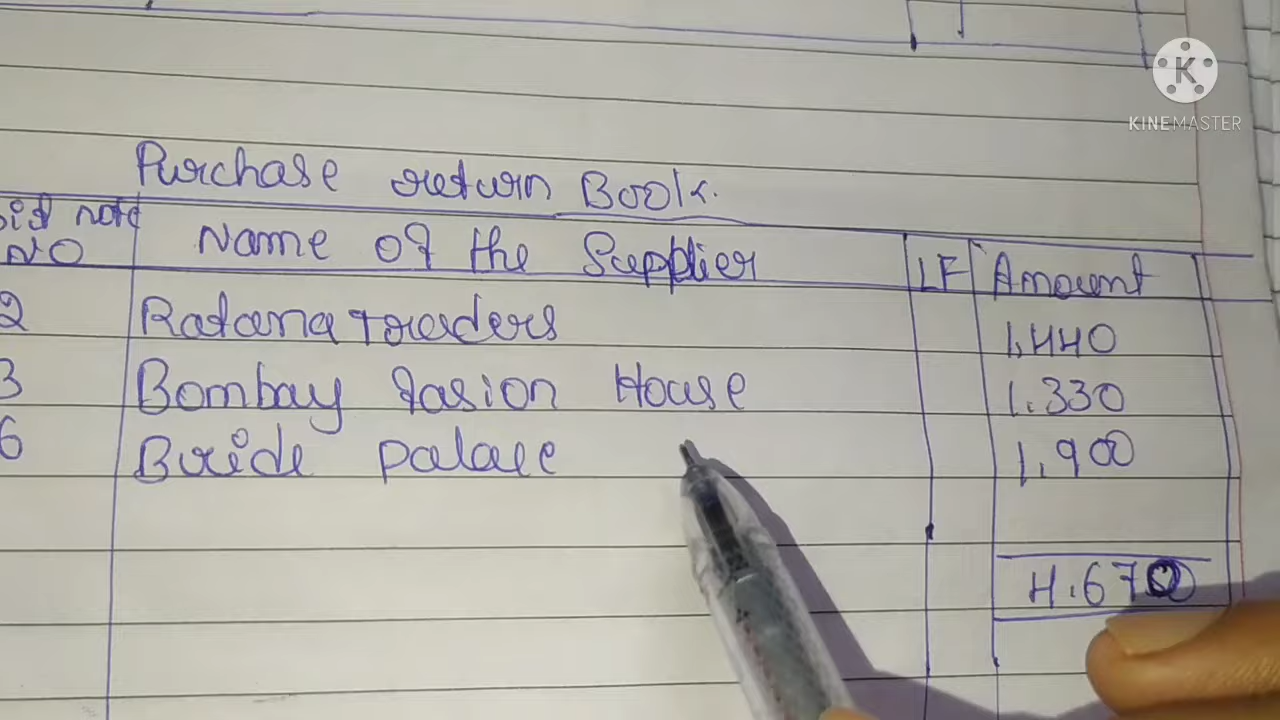 KINEMASTER
Purchase return Book.
bit note NO Name of the Supplier LF Amount
2 Ratana traders 1,440
3 Bombay fasion House 1.330
6 Bride palace 1,900
4.670